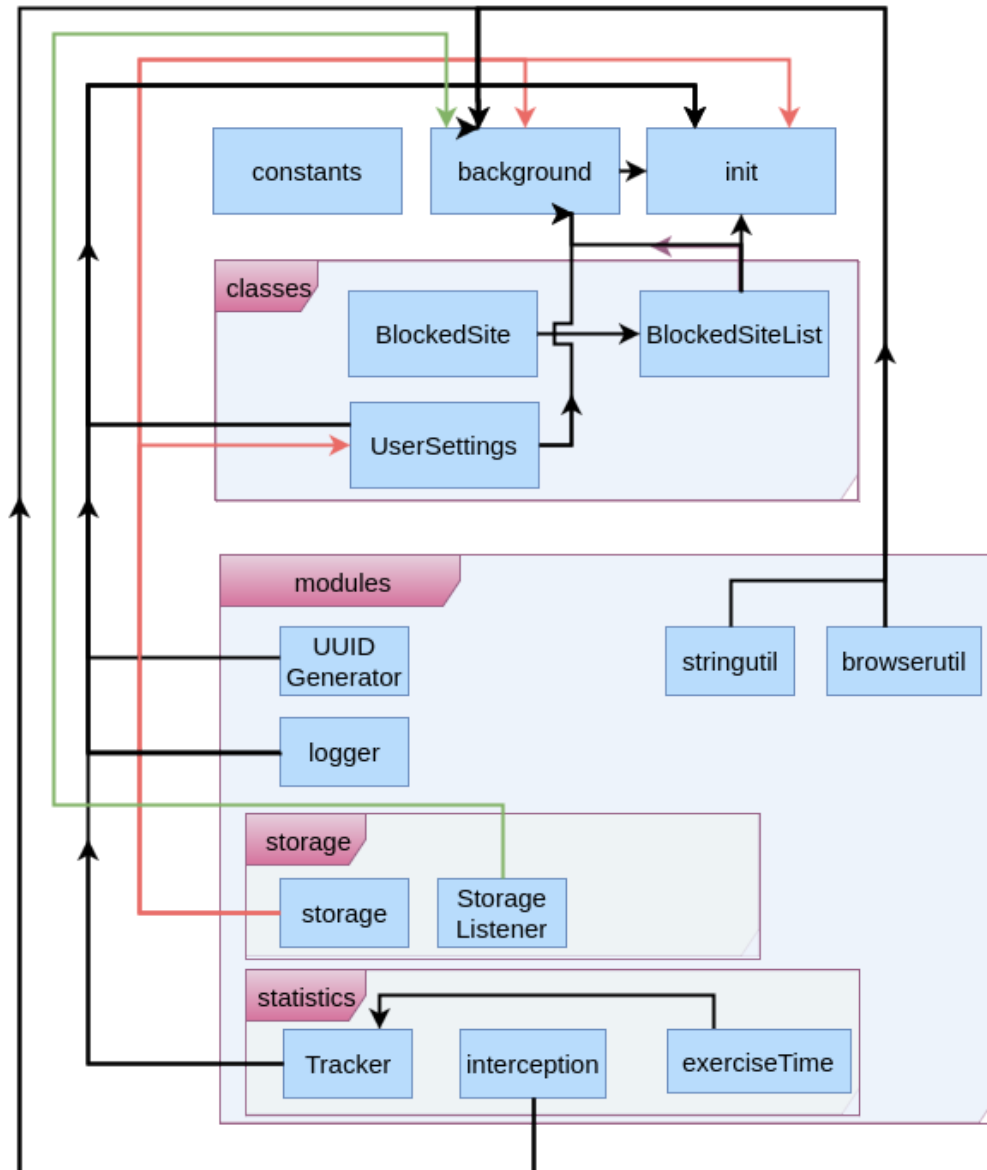 constants
background
init
classes
BlockedSite
BlockedSiteList
UserSettings
modules
UUID
Generator
stringutil
browserutil
logger
storage
storage
Storage
Listener
statistics
Tracker
interception
exerciseTime